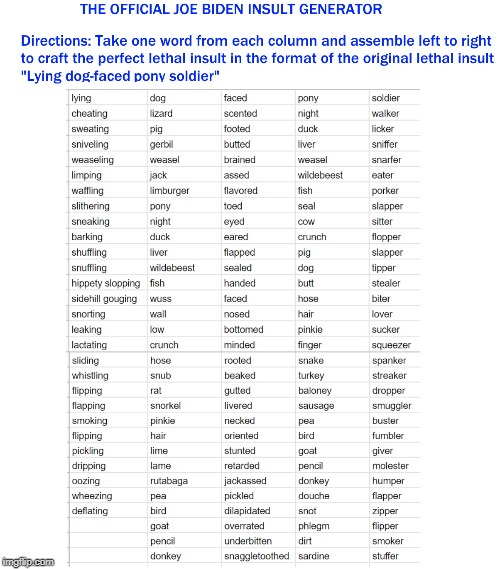 THE OFFICIAL JOE BIDEN INSULT GENERATOR
Directions: Take one word from each column and assemble left to right
to craft the perfect lethal insult in the format of the original lethal insult
"Lying dog-faced pony soldier"
lying dog faced pony soldier
cheating lizard scented night walker
sweating pig footed duck licker
sniveling gerbil butted liver sniffer
weaseling weasel brained weasel snarfer
limping jack assed wildebeest eater
waffling limburger flavored fish porker
slithering pony toed seal slapper
sneaking night eyed cow sitter
barking duck eared crunch flopper
shuffling liver flapped pig slapper
snuffling wildebeest sealed dog tipper
hippety slopping fish handed butt stealer
sidehill gouging wuss faced hose biter
snorting wall nosed hair lover
leaking low bottomed pinkie sucker
lactating crunch minded finger squeezer
sliding hose rooted snake spanker
whistling snub beaked turkey streaker
flipping rat gutted baloney dropper
flapping snorkel livered sausage smuggler
smoking pinkie necked pea buster
flipping hair oriented bird fumbler
pickling lime stunted goat giver
dripping lame retarded pencil molester
oozing rutabaga jackassed donkey humper
wheezing pea pickled douche flapper
deflating bird dilapidated snot zipper
goat overrated phlegm flipper
pencil underbitten dirt smoker
donkey snaggletoothed sardine stuffer
imgflip.com